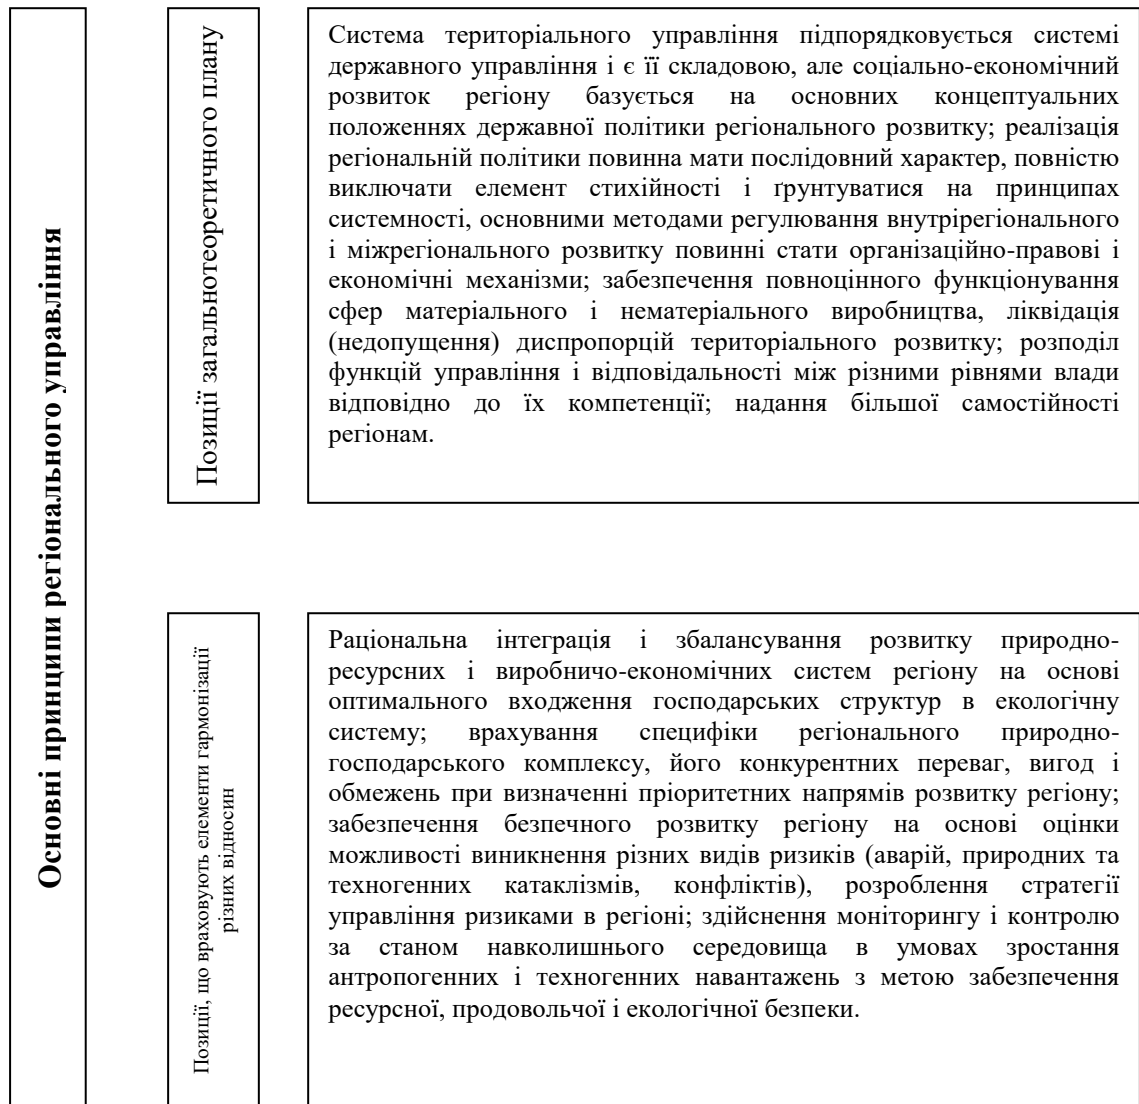 Основні принципи регіонального управління
Позиції загальнотеоретичного плану
Система територіального управління підпорядковується системі
державного управління і є її складовою, але соціально-економічний
розвиток регіону базується на основних концептуальних
положеннях державної політики регіонального розвитку; реалізація
регіональній політики повинна мати послідовний характер, повністю
виключати елемент стихійності і ґрунтуватися на принципах
системності, основними методами регулювання внутрірегіонального
і міжрегіонального розвитку повинні стати організаційно-правові і
економічні механізми; забезпечення повноцінного функціонування
сфер матеріального і нематеріального виробництва, ліквідація
(недопущення) диспропорцій територіального розвитку; розподіл
функцій управління і відповідальності між різними рівнями влади
відповідно до їх компетенції; надання більшої самостійності
регіонам.
Позиції, що враховують елементи гармонізації
різних відносин
Раціональна інтеграція і збалансування розвитку природно-
ресурсних і виробничо-економічних систем регіону на основі
оптимального входження господарських структур в екологічну
систему; врахування специфіки регіонального природно-
господарського комплексу, його конкурентних переваг, вигод і
обмежень при визначенні пріоритетних напрямів розвитку регіону;
забезпечення безпечного розвитку регіону на основі оцінки
можливості виникнення різних видів ризиків (аварій, природних та
техногенних катаклізмів, конфліктів), розроблення стратегії
управління ризиками в регіоні; здійснення моніторингу і контролю
за станом навколишнього середовища в умовах зростання
антропогенних і техногенних навантажень з метою забезпечення
ресурсної, продовольчої і екологічної безпеки.